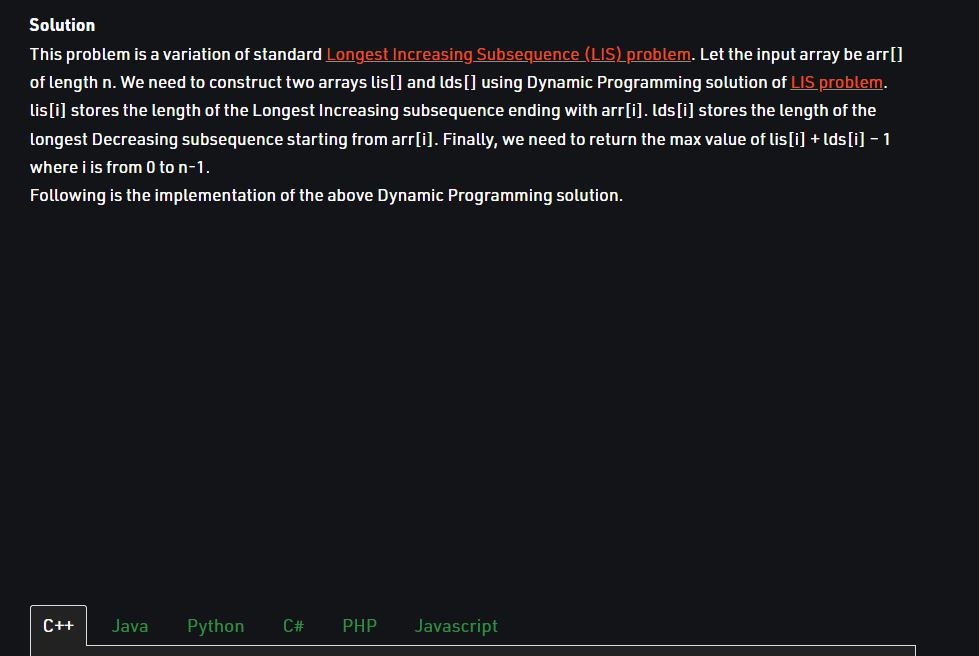 Solution
This problem is a variation of standard Longest Increasing Subsequence (LIS) problem. Let the input array be arr[]
of length n. We need to construct two arrays lis[] and lds[] using Dynamic Programming solution of LIS problem.
lis[i] stores the length of the Longest Increasing subsequence ending with arr[i]. lds[i] stores the length of the
longest Decreasing subsequence starting from arr[i]. Finally, we need to return the max value of lis[i] + lds[i] – 1
where i is from 0 to n-1.
Following is the implementation of the above Dynamic Programming solution.
C++ Java Python C# PHP Javascript